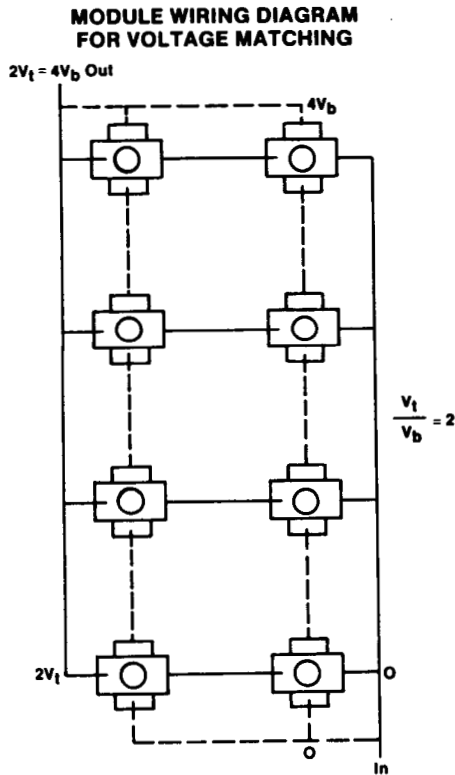 MODULE WIRING DIAGRAM
FOR VOLTAGE MATCHING
2Vt = 4Vb Out
4Vb
Vt
Vb
= 2
2Vt
O
O
In